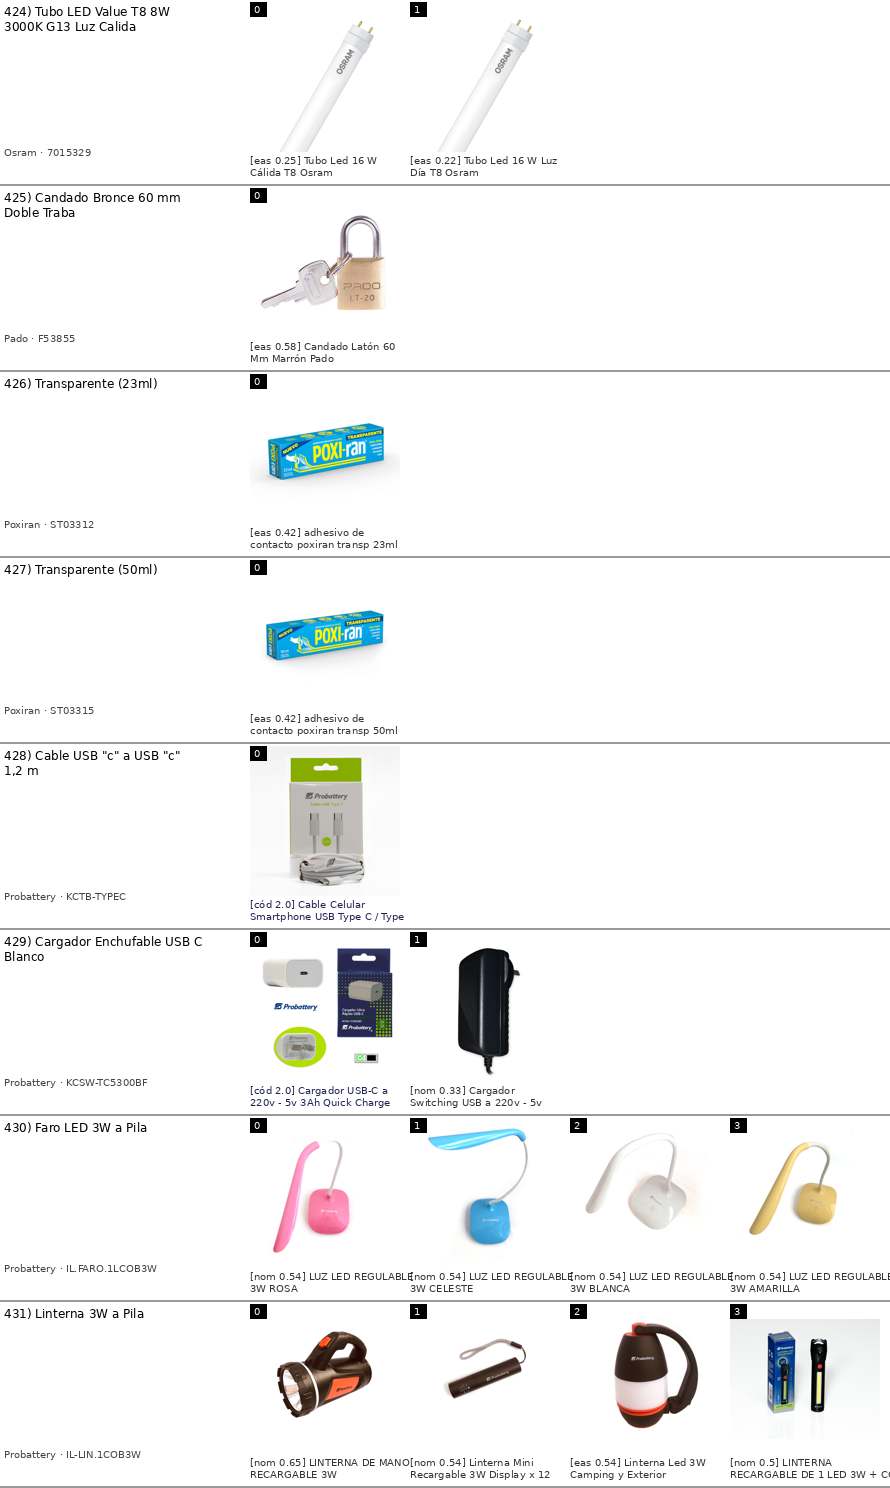 424) Tubo LED Value T8 8W
3000K G13 Luz Calida
Osram · 7015329
0
OSRAM
[eas 0.25] Tubo Led 16 W
Cálida T8 Osram
1
OSRAM
[eas 0.22] Tubo Led 16 W Luz
Día T8 Osram
425) Candado Bronce 60 mm
Doble Traba
Pado · F53855
0
PADO
LT-20
[eas 0.58] Candado Latón 60
Mm Marrón Pado
426) Transparente (23ml)
Poxiran · ST03312
0
NUEVO
TRANSPARENTE
POXI-ran
[eas 0.42] adhesivo de
contacto poxiran transp 23ml
427) Transparente (50ml)
Poxiran · ST03315
0
NUEVO
TRANSPARENTE
POXI-ran
[eas 0.42] adhesivo de
contacto poxiran transp 50ml
428) Cable USB "c" a USB "c"
1,2 m
Probattery · KCTB-TYPEC
0
Probattery
[cód 2.0] Cable Celular
Smartphone USB Type C / Type
429) Cargador Enchufable USB C
Blanco
Probattery · KCSW-TC5300BF
0
Probattery
Probattery
[cód 2.0] Cargador USB-C a
220v - 5v 3Ah Quick Charge
1
[nom 0.33] Cargador
Switching USB a 220v - 5v
430) Faro LED 3W a Pila
Probattery · IL.FARO.1LCOB3W
0
[nom 0.54] LUZ LED REGULABLE
3W ROSA
1
[nom 0.54] LUZ LED REGULABLE
3W CELESTE
2
[nom 0.54] LUZ LED REGULABLE
3W BLANCA
3
[nom 0.54] LUZ LED REGULABLE
3W AMARILLA
431) Linterna 3W a Pila
Probattery · IL-LIN.1COB3W
0
[nom 0.65] LINTERNA DE MANO
RECARGABLE 3W
1
Probattery
[nom 0.54] Linterna Mini
Recargable 3W Display x 12
2
Probattery
[eas 0.54] Linterna Led 3W
Camping y Exterior
3
[nom 0.5] LINTERNA
RECARGABLE DE 1 LED 3W + CO